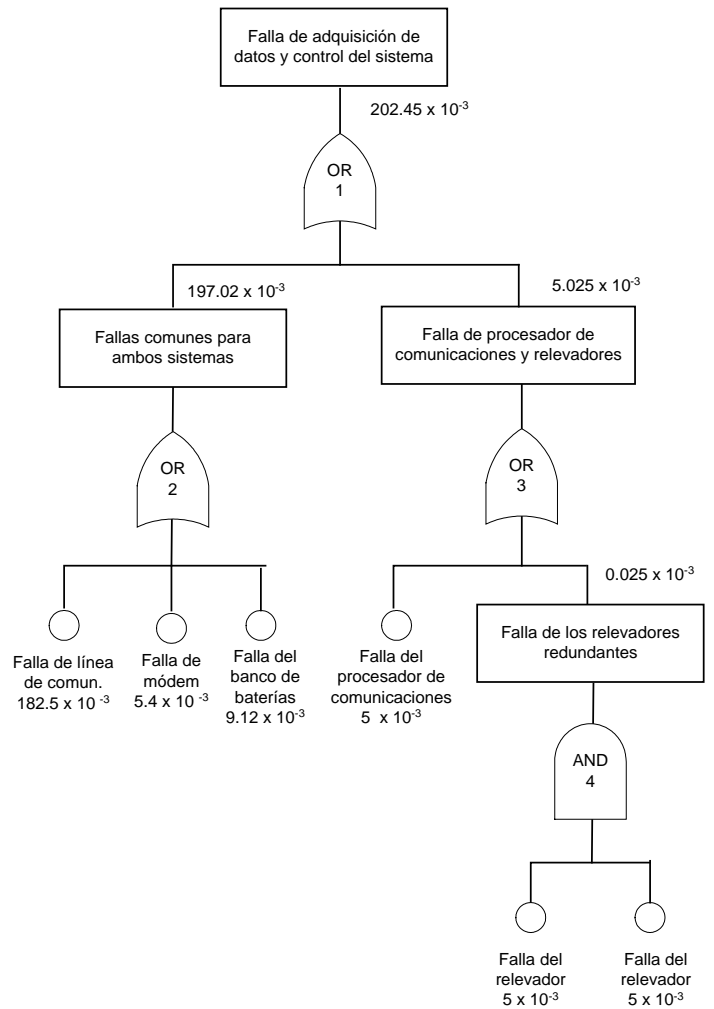 Falla de adquisición de
datos y control del sistema
202.45 x 10⁻³
OR
1
197.02 x 10⁻³
5.025 x 10⁻³
Fallas comunes para
ambos sistemas
Falla de procesador de
comunicaciones y relevadores
OR
2
OR
3
0.025 x 10⁻³
Falla de línea
de comun.
182.5 x 10 ⁻³
Falla de
módem
5.4 x 10 ⁻³
Falla del
banco de
baterías
9.12 x 10⁻³
Falla del
procesador de
comunicaciones
5 x 10⁻³
Falla de los relevadores
redundantes
AND
4
Falla del
relevador
5 x 10⁻³
Falla del
relevador
5 x 10⁻³